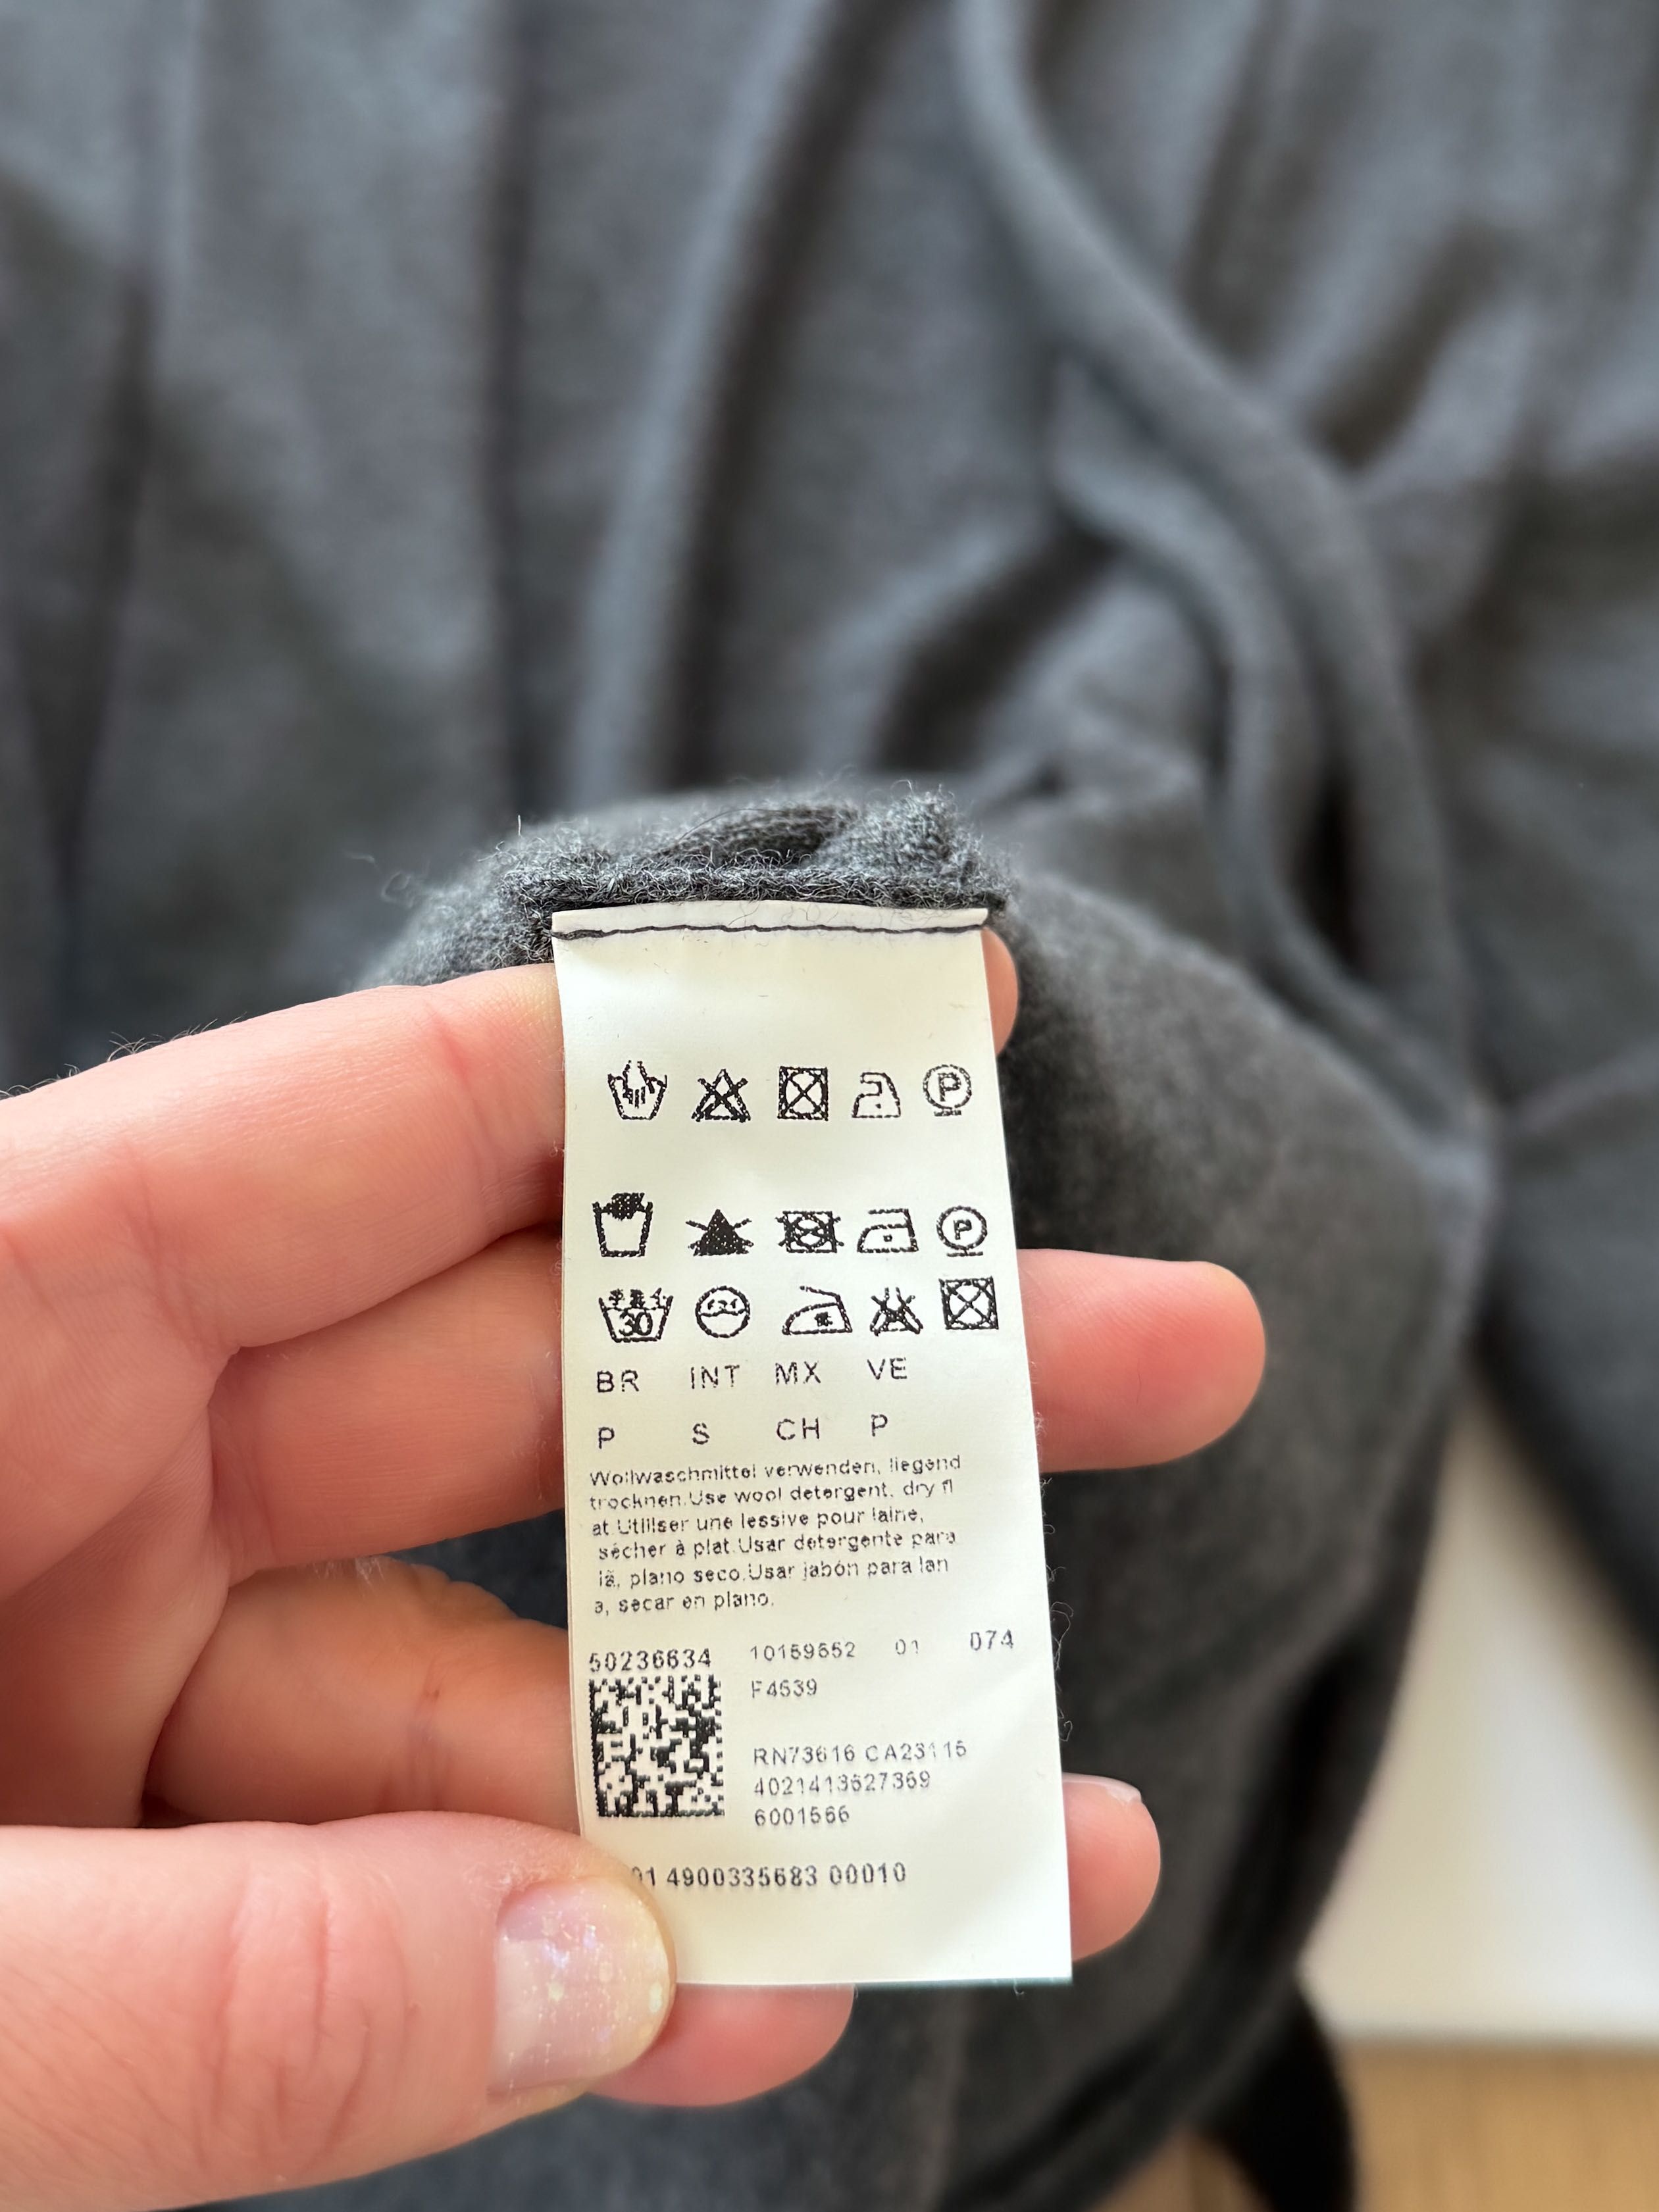 P
P
30
BR INT MX VE
P S CH P
Wollwaschmittel verwenden, liegend
trocknen.Use wool detergent, dry fl
at.Utiliser une lessive pour laine,
sécher à plat.Usar detergente para
lã, plano seco.Usar jabón para lan
a, secar en plano.
50236634 10159652 01 074
F4639
RN73616 CA23115
4021413627369
6001566
01 4900335683 00010